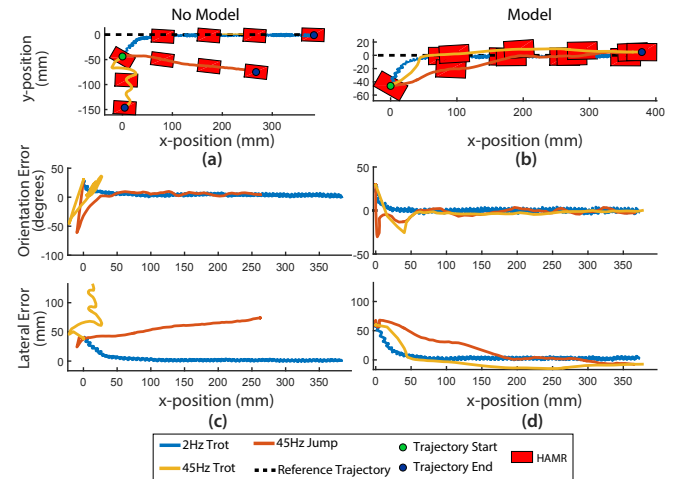 No Model
Model
y-position
(mm)
0
-50
-100
-150
0
100
200
300
x-position (mm)
(a)
20
0
-20
-40
-60
0
100
200
300
400
x-position (mm)
(b)
Orientation Error
(degrees)
50
0
-50
-100
0
50
100
150
200
250
300
350
50
0
-50
0
50
100
150
200
250
300
350
Lateral Error
(mm)
100
50
0
0
50
100
150
200
250
300
350
x-position (mm)
(c)
100
50
0
0
50
100
150
200
250
300
350
x-position (mm)
(d)
2Hz Trot
45Hz Jump
Trajectory Start
HAMR
45Hz Trot
Reference Trajectory
Trajectory End